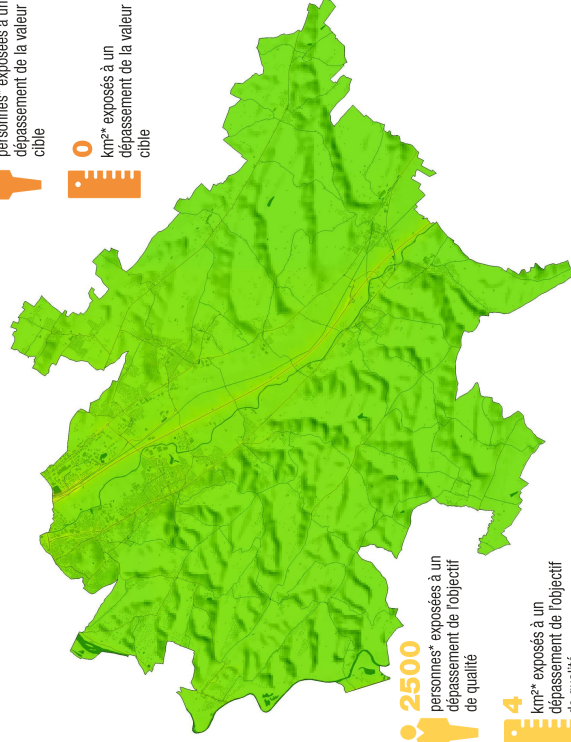 personnes* exposées à un
dépassement de la valeur
cible
0
km²* exposés à un
dépassement de la valeur
cible
2500
personnes* exposées à un
dépassement de l'objectif
de qualité
4
km²* exposés à un
dépassement de l'objectif